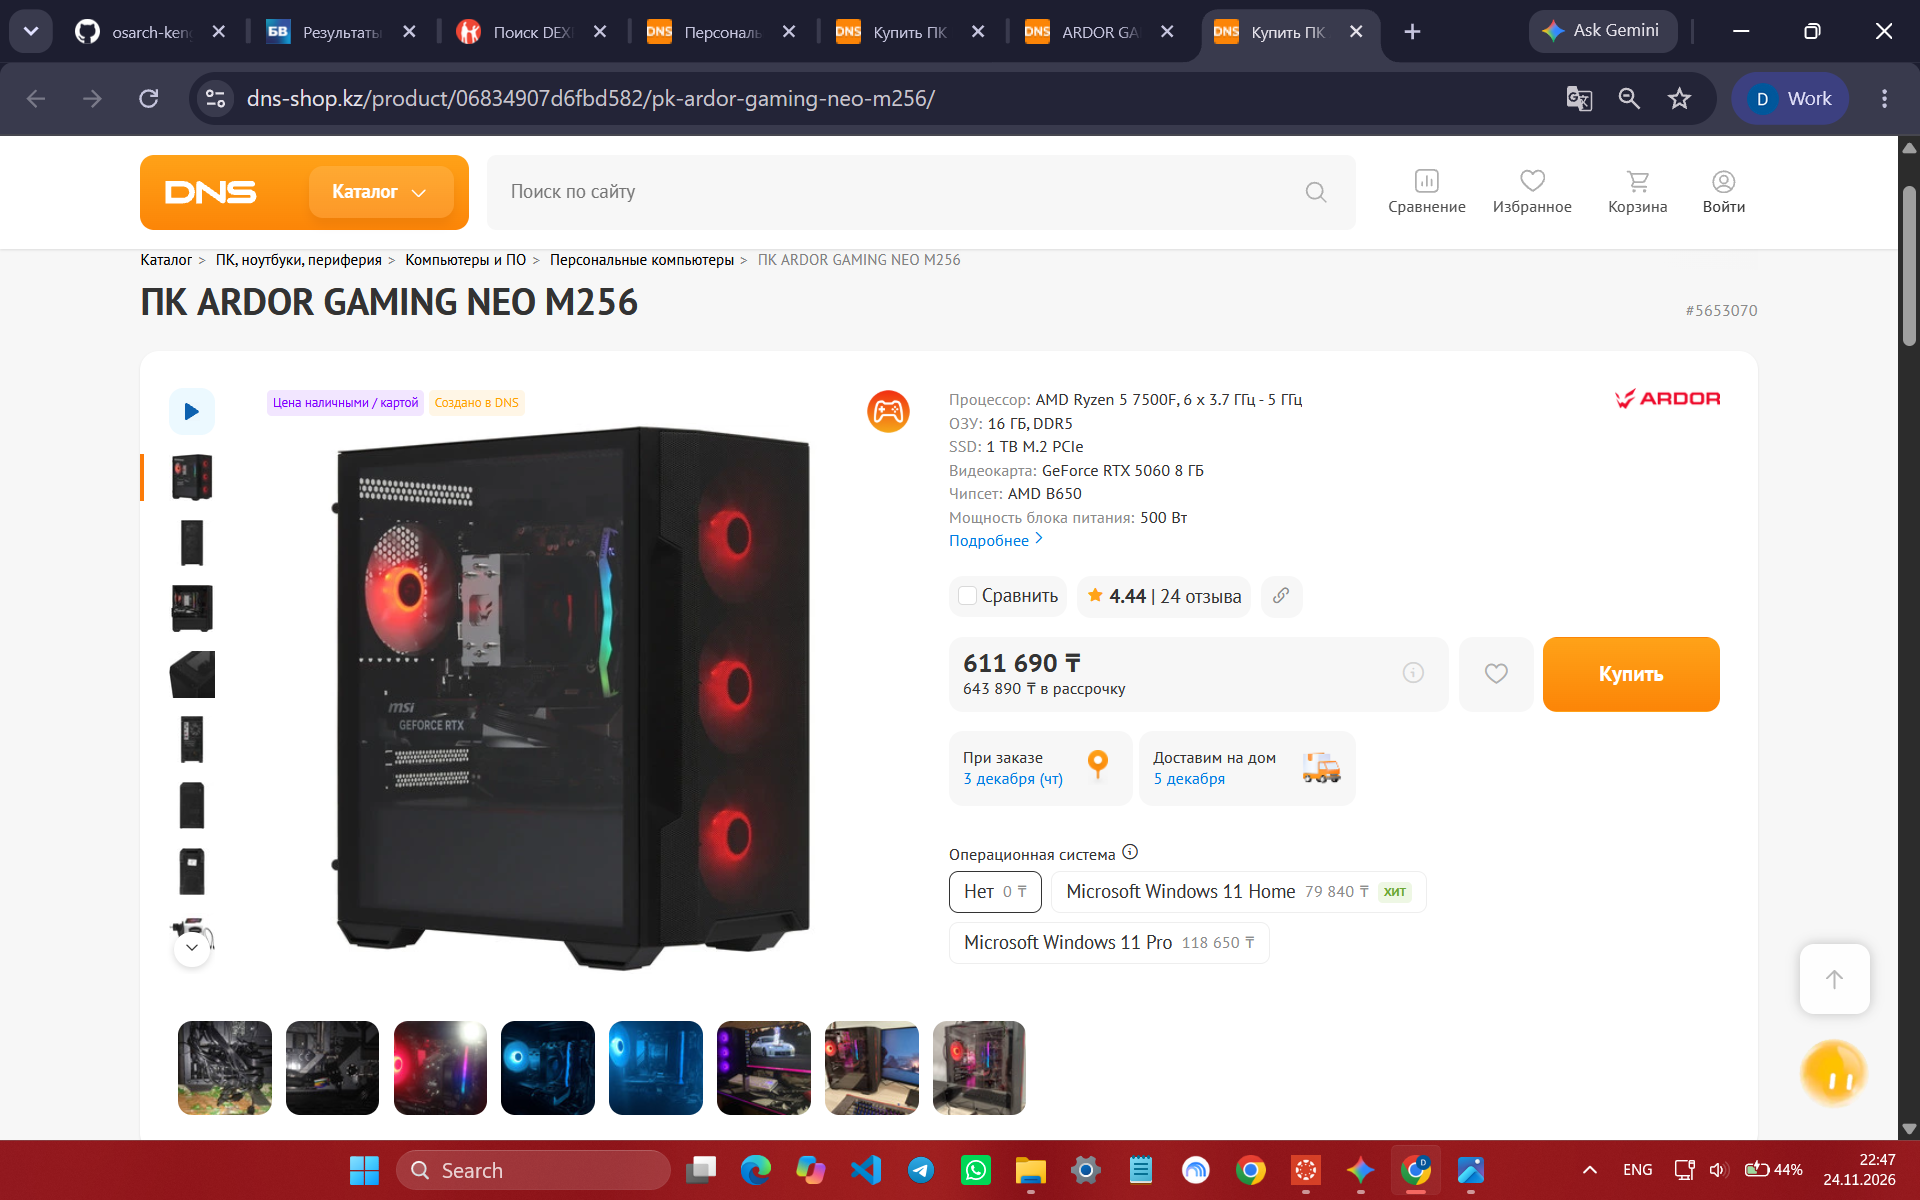 osarch-ken
Результаты
Поиск DEX
Персональ
Купить ПК
ARDOR GA
Купить ПК
Ask Gemini
dns-shop.kz/product/06834907d6fbd582/pk-ardor-gaming-neo-m256/
D Work
DNS
Каталог
Поиск по сайту
Сравнение
Избранное
Корзина
Войти
Каталог > ПК, ноутбуки, периферия > Компьютеры и ПО > Персональные компьютеры > ПК ARDOR GAMING NEO M256
ПК ARDOR GAMING NEO M256
#5653070
Цена наличными / картой
Создано в DNS
msi
GEFORCE RTX
ARDOR
Процессор: AMD Ryzen 5 7500F, 6 x 3.7 ГГц - 5 ГГц
ОЗУ: 16 ГБ, DDR5
SSD: 1 ТВ M.2 PCIe
Видеокарта: GeForce RTX 5060 8 ГБ
Чипсет: AMD B650
Мощность блока питания: 500 Вт
Подробнее
Сравнить
4.44 | 24 отзыва
611 690 ₸
643 890 ₸ в рассрочку
Купить
При заказе
3 декабря (чт)
Доставим на дом
5 декабря
Операционная система
Нет 0 ₸
Microsoft Windows 11 Home 79 840 ₸ ХИТ
Microsoft Windows 11 Pro 118 650 ₸
Search
ENG
44%
22:47
24.11.2026